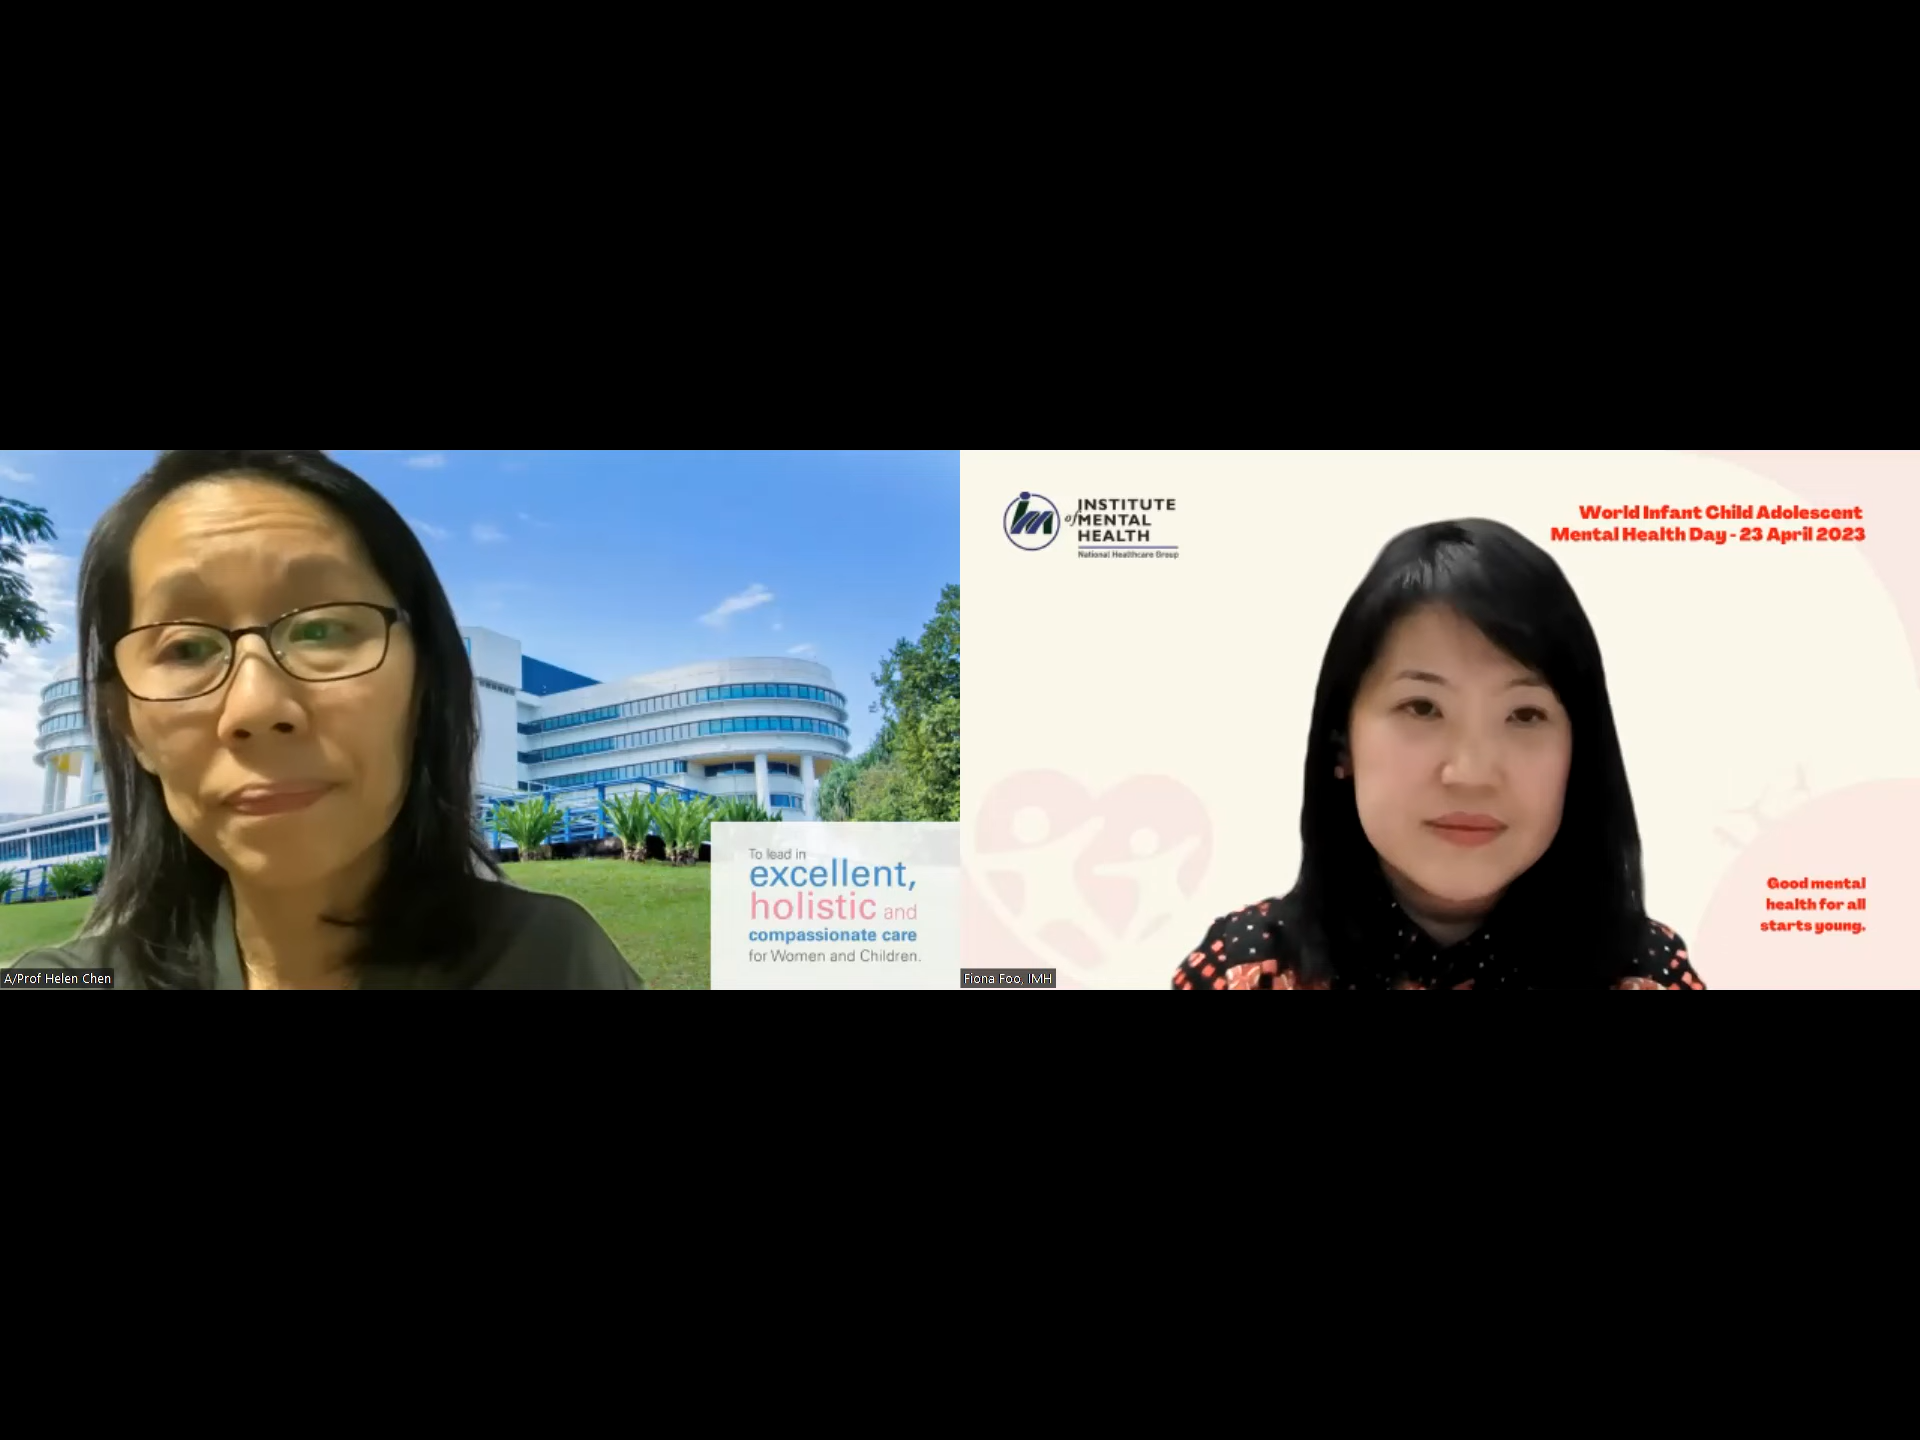 To lead in
excellent,
holistic and
compassionate care
for Women and Children.
A/Prof Helen Chen
im
INSTITUTE
of MENTAL
HEALTH
National Healthcare Group
World Infant Child Adolescent
Mental Health Day - 23 April 2023
Good mental
health for all
starts young.
Fiona Foo, IMH